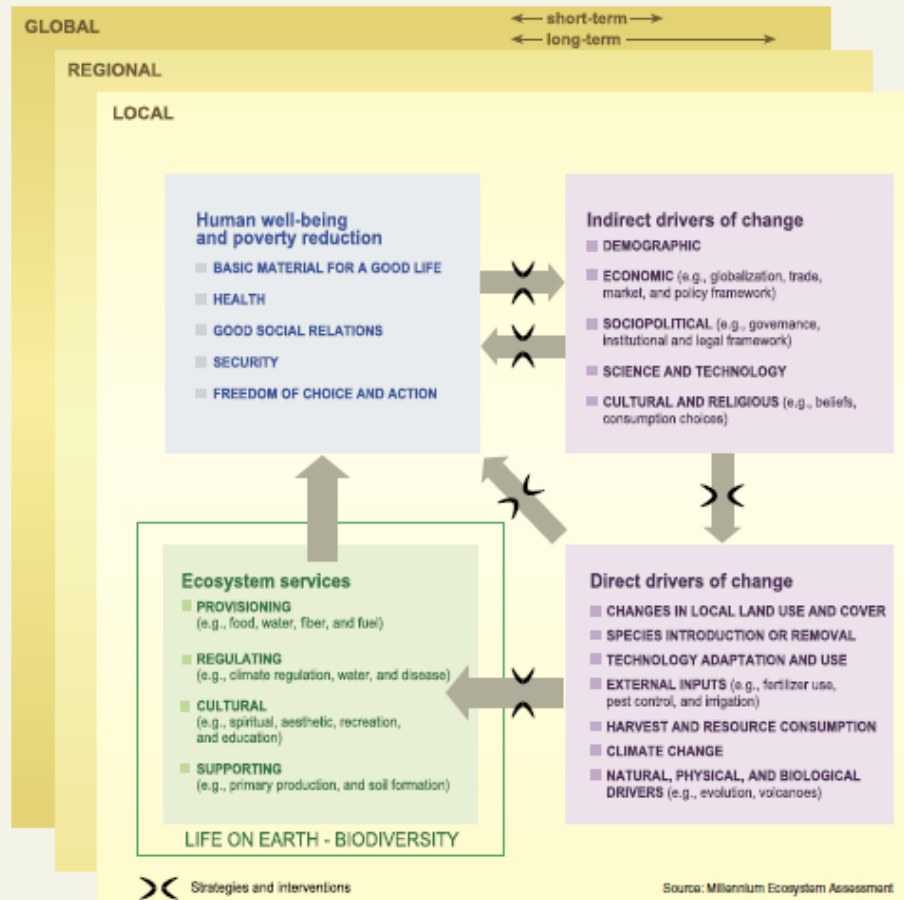 GLOBAL
short-term
long-term
REGIONAL
LOCAL
Human well-being
and poverty reduction
BASIC MATERIAL FOR A GOOD LIFE
HEALTH
GOOD SOCIAL RELATIONS
SECURITY
FREEDOM OF CHOICE AND ACTION
Indirect drivers of change
DEMOGRAPHIC
ECONOMIC (e.g., globalization, trade,
market, and policy framework)
SOCIOPOLITICAL (e.g., governance,
institutional and legal framework)
SCIENCE AND TECHNOLOGY
CULTURAL AND RELIGIOUS (e.g., beliefs,
consumption choices)
Ecosystem services
PROVISIONING
(e.g., food, water, fiber, and fuel)
REGULATING
(e.g., climate regulation, water, and disease)
CULTURAL
(e.g., spiritual, aesthetic, recreation,
and education)
SUPPORTING
(e.g., primary production, and soil formation)
LIFE ON EARTH - BIODIVERSITY
Direct drivers of change
CHANGES IN LOCAL LAND USE AND COVER
SPECIES INTRODUCTION OR REMOVAL
TECHNOLOGY ADAPTATION AND USE
EXTERNAL INPUTS (e.g., fertilizer use,
pest control, and irrigation)
HARVEST AND RESOURCE CONSUMPTION
CLIMATE CHANGE
NATURAL, PHYSICAL, AND BIOLOGICAL
DRIVERS (e.g., evolution, volcanoes)
Strategies and interventions
Source: Millennium Ecosystem Assessment